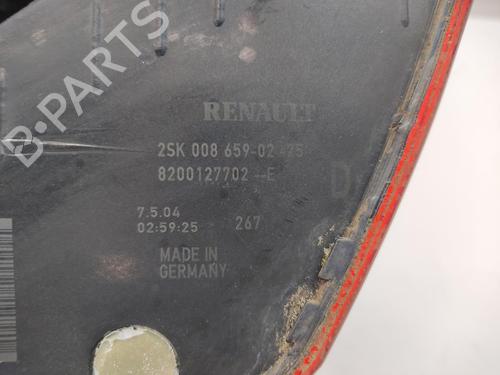 RENAULT
2SK 008 659-02
8200127702 -E
D
7.5.04
02:59:25 267
MADE IN
GERMANY
B-PARTS